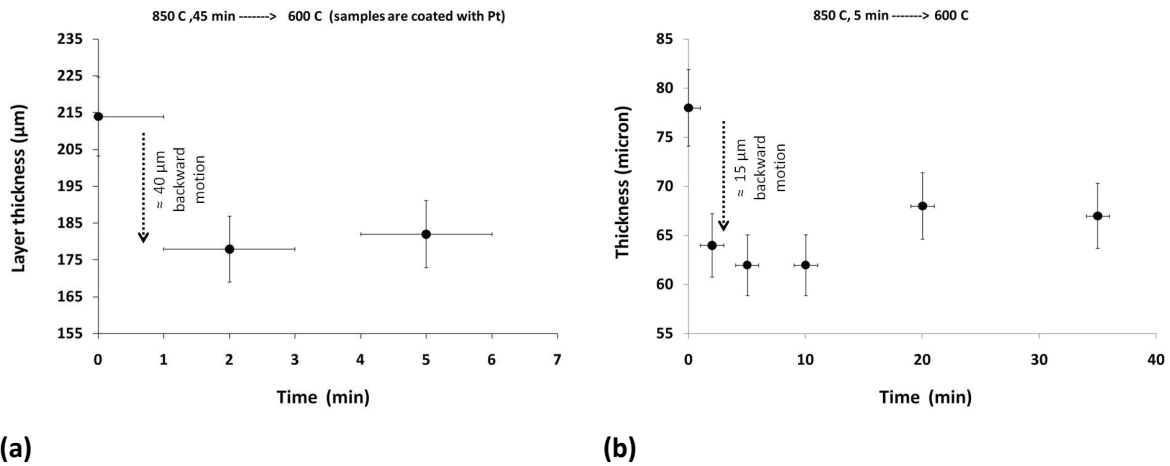 850 C ,45 min -------> 600 C (samples are coated with Pt)
235
225
215
205
195
185
175
165
155
Layer thickness (μm)
≈ 40 μm
backward
motion
0 1 2 3 4 5 6 7
Time (min)
(a)
850 C, 5 min -------> 600 C
85
80
75
70
65
60
55
Thickness (micron)
≈ 15 μm
backward
motion
0 10 20 30 40
Time (min)
(b)